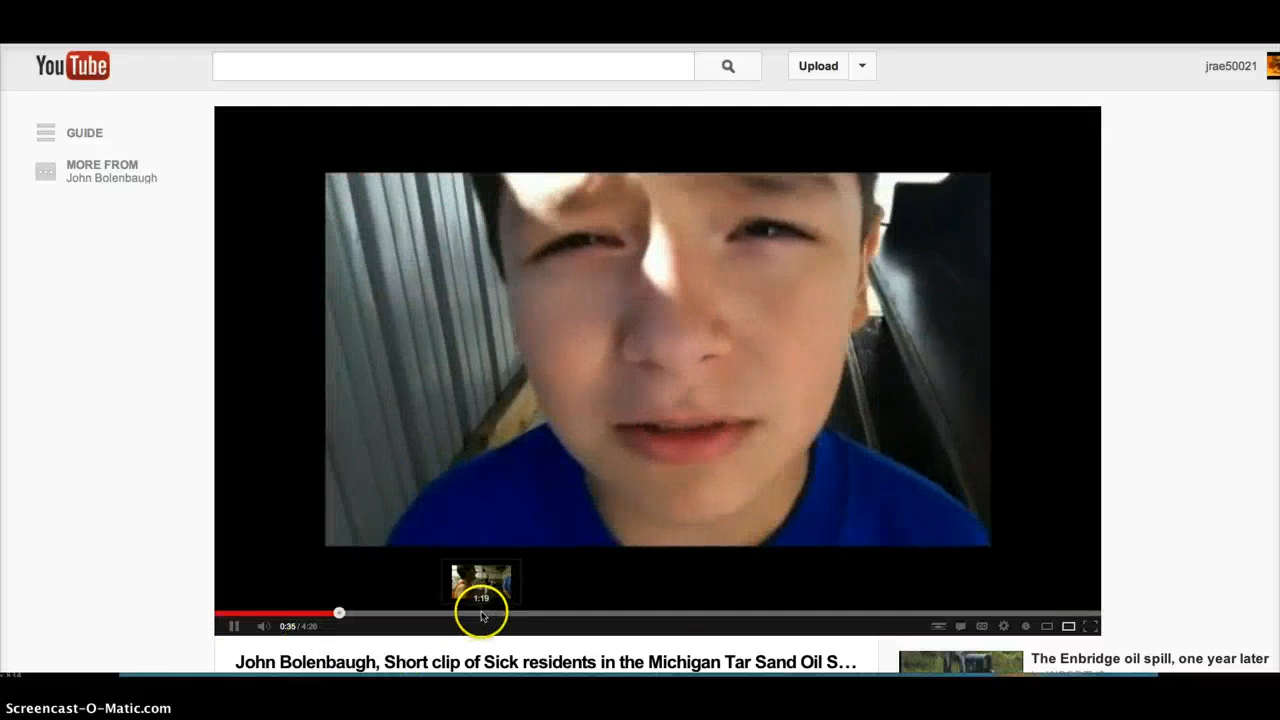 YouTube
Upload
jrae50021
GUIDE
MORE FROM
John Bolenbaugh
1:19
0:35 / 4:26
John Bolenbaugh, Short clip of Sick residents in the Michigan Tar Sand Oil S...
The Enbridge oil spill, one year later
Screencast-O-Matic.com